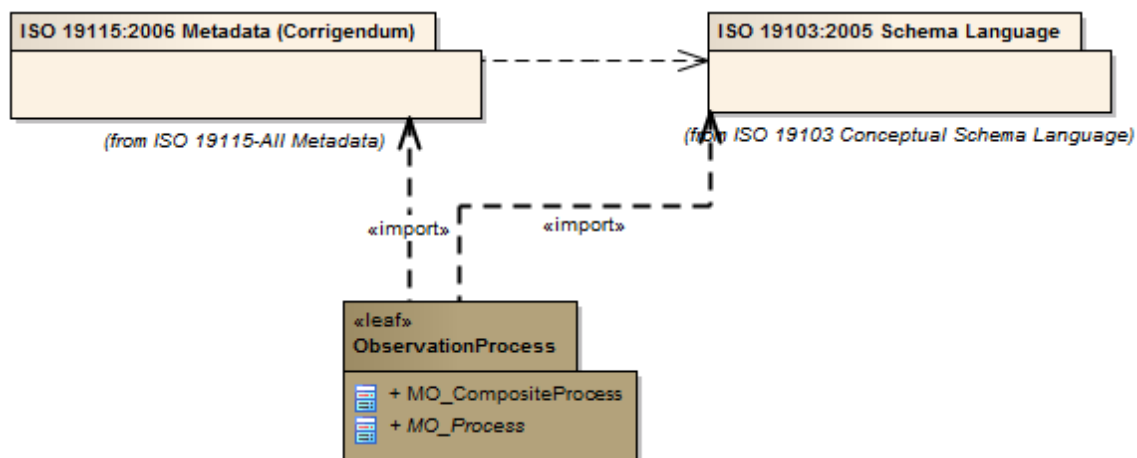 ISO 19115:2006 Metadata (Corrigendum)
ISO 19103:2005 Schema Language
(from ISO 19115-All Metadata)
(from ISO 19103 Conceptual Schema Language)
«import»
«import»
«leaf»
ObservationProcess
+ MO_CompositeProcess
+ MO_Process